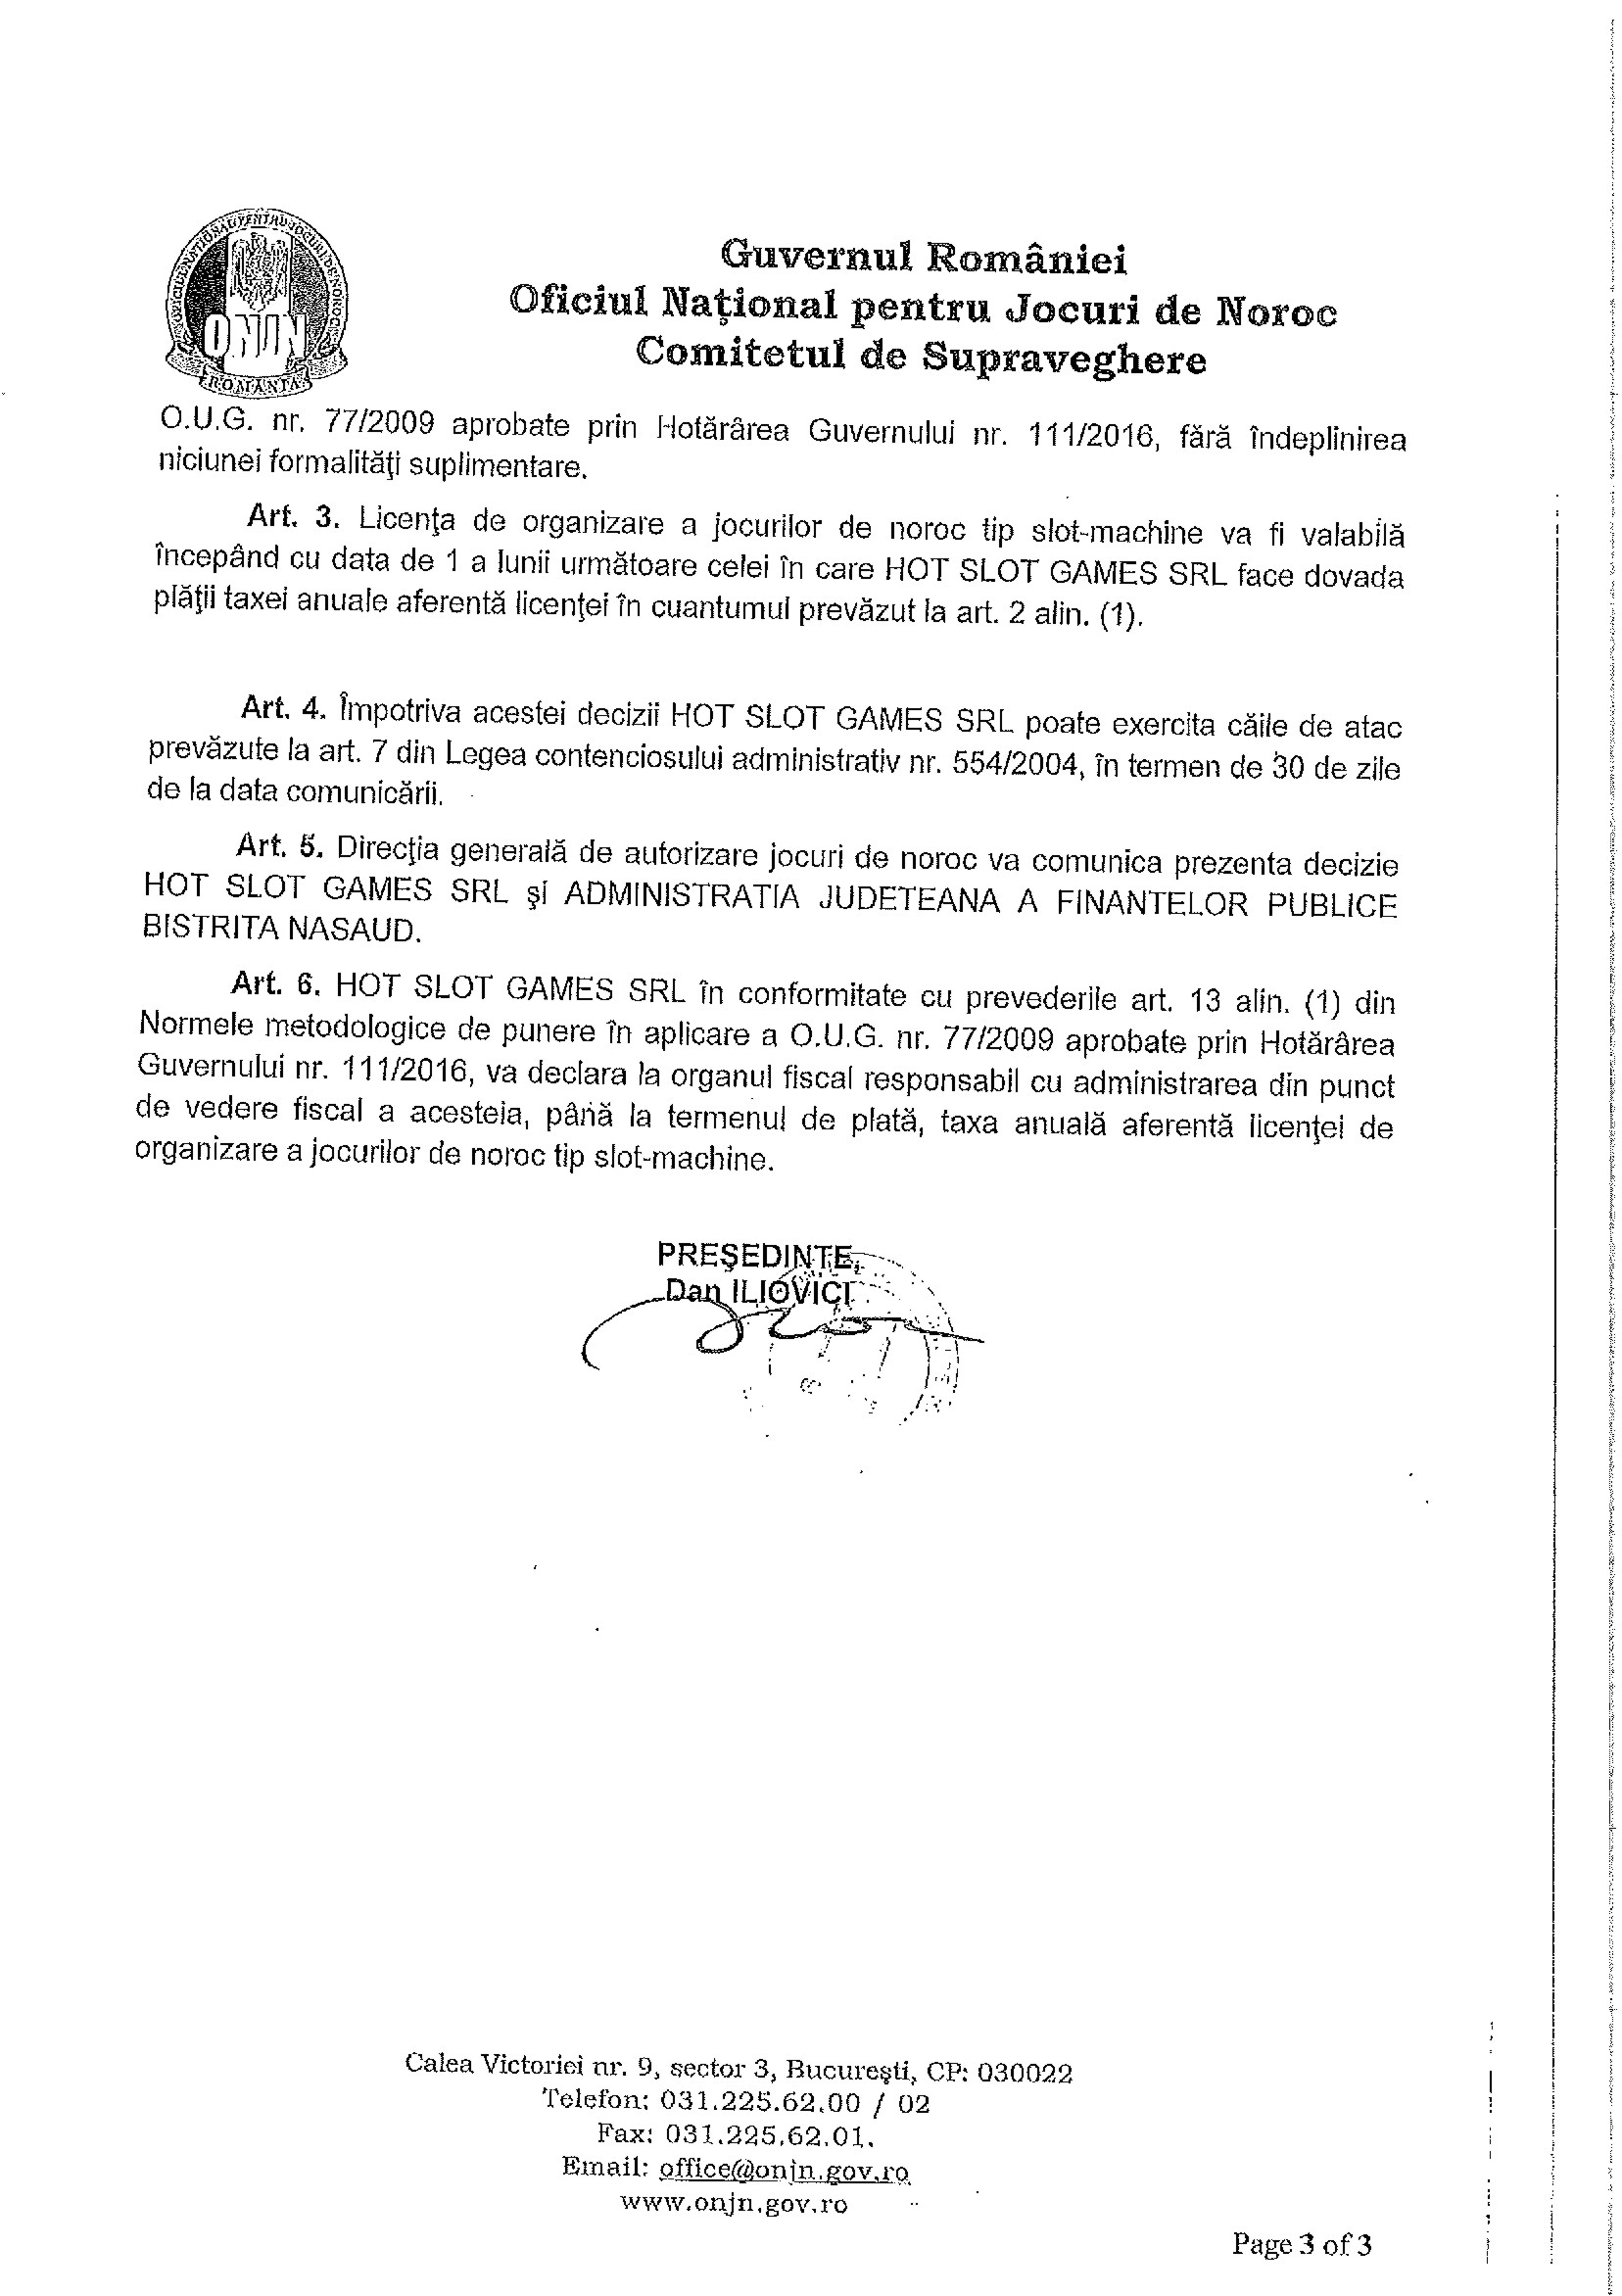 OFICIUL NAȚIONAL PENTRU JOCURI DE NOROC
ONJN
ROMÂNIA
Guvernul României
Oficiul Naţional pentru Jocuri de Noroc
Comitetul de Supraveghere
O.U.G. nr. 77/2009 aprobate prin Hotărârea Guvernului nr. 111/2016, fără îndeplinirea
niciunei formalităţi suplimentare.
Art. 3. Licenţa de organizare a jocurilor de noroc tip slot-machine va fi valabilă
începând cu data de 1 a lunii următoare celei în care HOT SLOT GAMES SRL face dovada
plăţii taxei anuale aferentă licenţei în cuantumul prevăzut la art. 2 alin. (1).
Art. 4. Împotriva acestei decizii HOT SLOT GAMES SRL poate exercita căile de atac
prevăzute la art. 7 din Legea contenciosului administrativ nr. 554/2004, în termen de 30 de zile
de la data comunicării.
Art. 5. Direcţia generală de autorizare jocuri de noroc va comunica prezenta decizie
HOT SLOT GAMES SRL şi ADMINISTRATIA JUDETEANA A FINANTELOR PUBLICE
BISTRITA NASAUD.
Art. 6. HOT SLOT GAMES SRL în conformitate cu prevederile art. 13 alin. (1) din
Normele metodologice de punere în aplicare a O.U.G. nr. 77/2009 aprobate prin Hotărârea
Guvernului nr. 111/2016, va declara la organul fiscal responsabil cu administrarea din punct
de vedere fiscal a acesteia, până la termenul de plată, taxa anuală aferentă licenţei de
organizare a jocurilor de noroc tip slot-machine.
PREŞEDINTE,
Dan ILIOVICI
Calea Victoriei nr. 9, sector 3, Bucureşti, CP: 030022
Telefon: 031.225.62.00 / 02
Fax: 031.225.62.01.
Email: office@onjn.gov.ro
www.onjn.gov.ro
Page 3 of 3